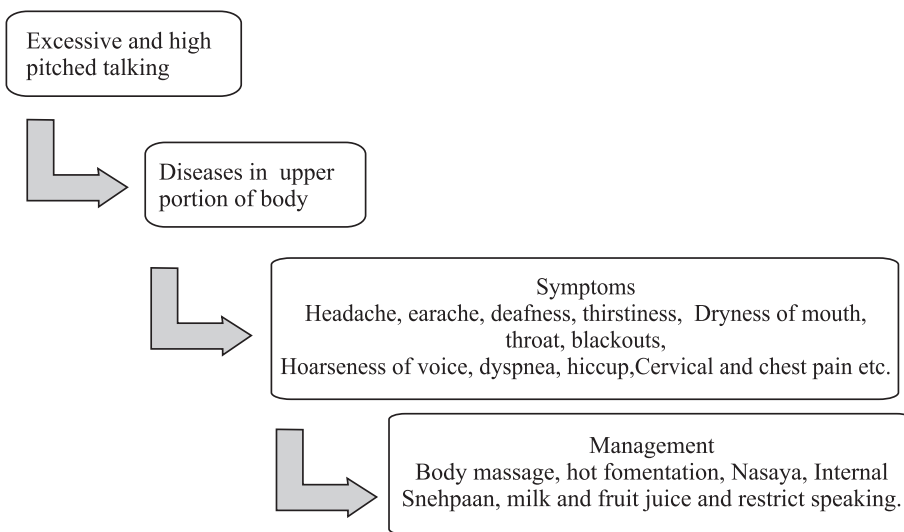 Excessive and high
pitched talking
Diseases in upper
portion of body
Symptoms
Headache, earache, deafness, thirstiness, Dryness of mouth,
throat, blackouts,
Hoarseness of voice, dyspnea, hiccup,Cervical and chest pain etc.
Management
Body massage, hot fomentation, Nasaya, Internal
Snehpaan, milk and fruit juice and restrict speaking.